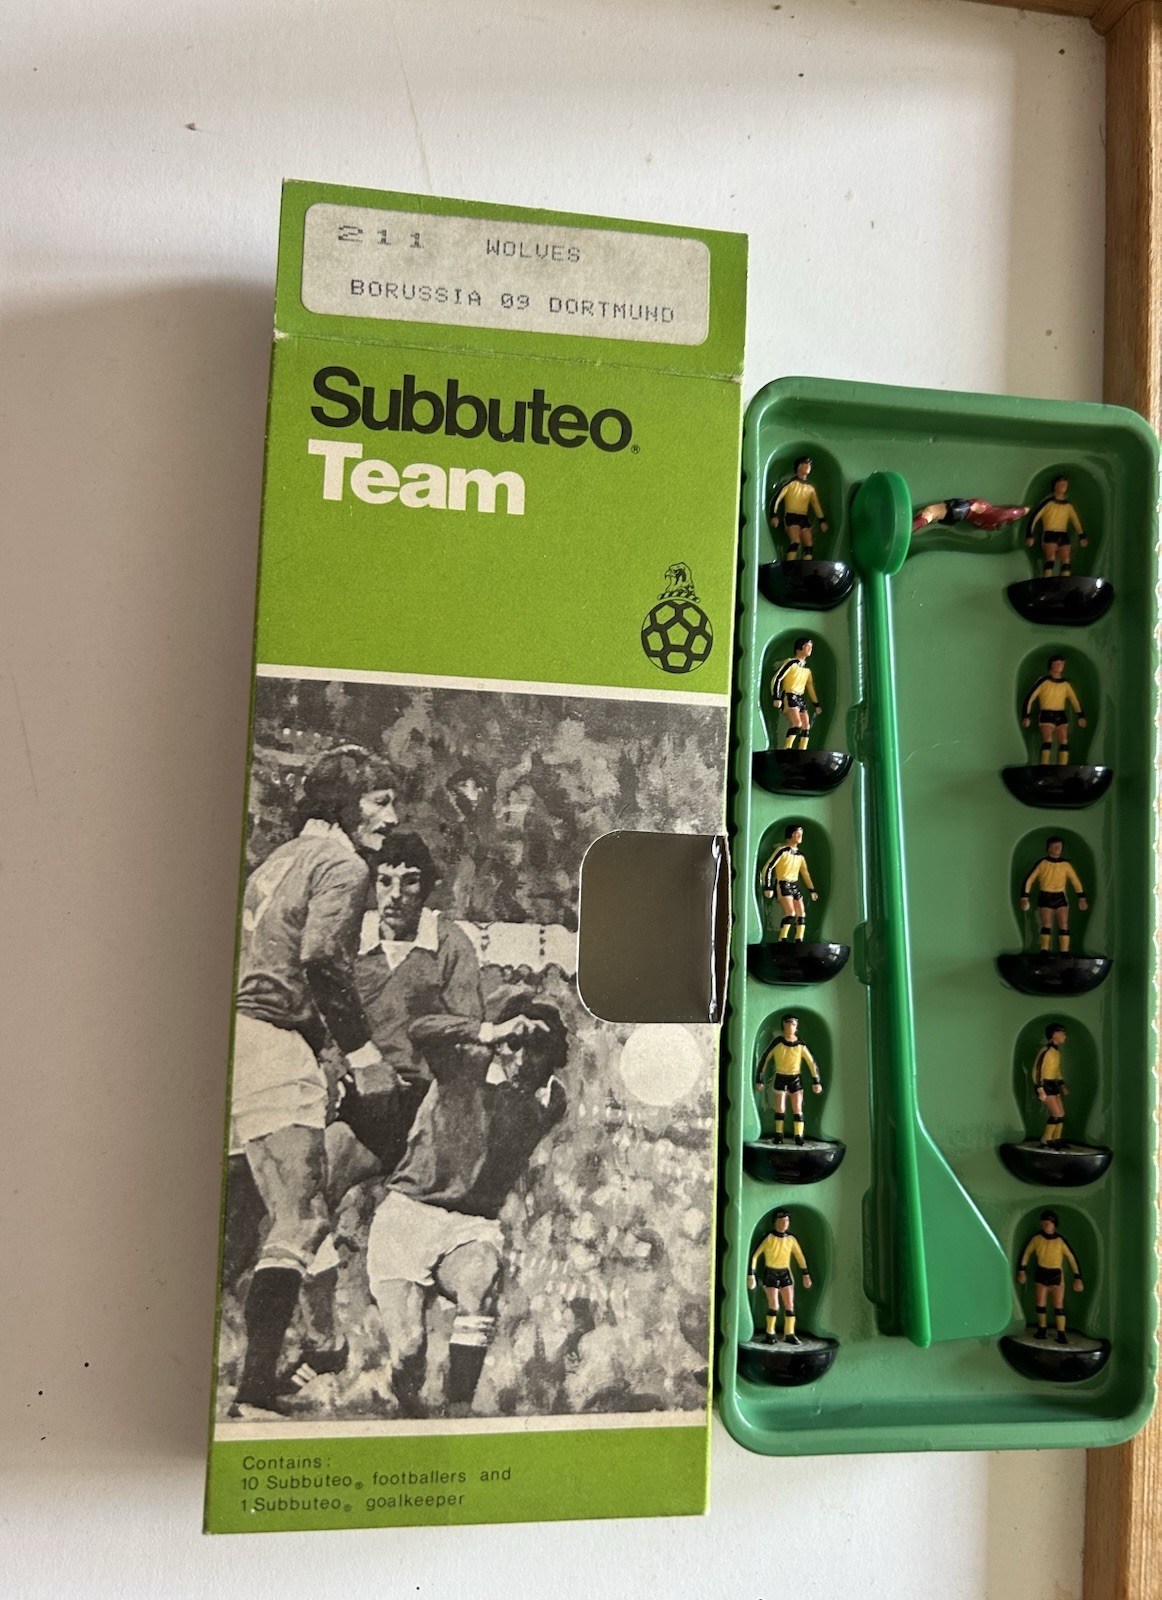 211 WOLVES
BORUSSIA 09 DORTMUND
Subbuteo®
Team
Contains:
10 Subbuteo® footballers and
1 Subbuteo® goalkeeper